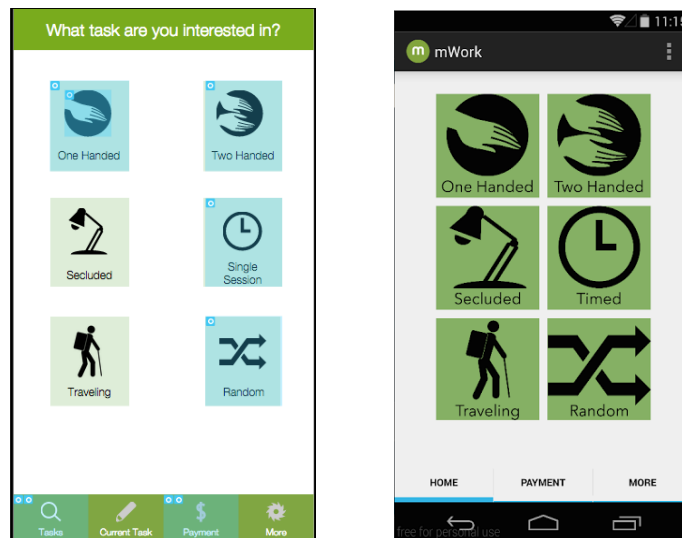 What task are you interested in?
One Handed
Two Handed
Secluded
Single
Session
Traveling
Random
Tasks
Current Task
Payment
More
11:15
m mWork
One Handed
Two Handed
Secluded
Timed
Traveling
Random
HOME
PAYMENT
MORE
free for personal use